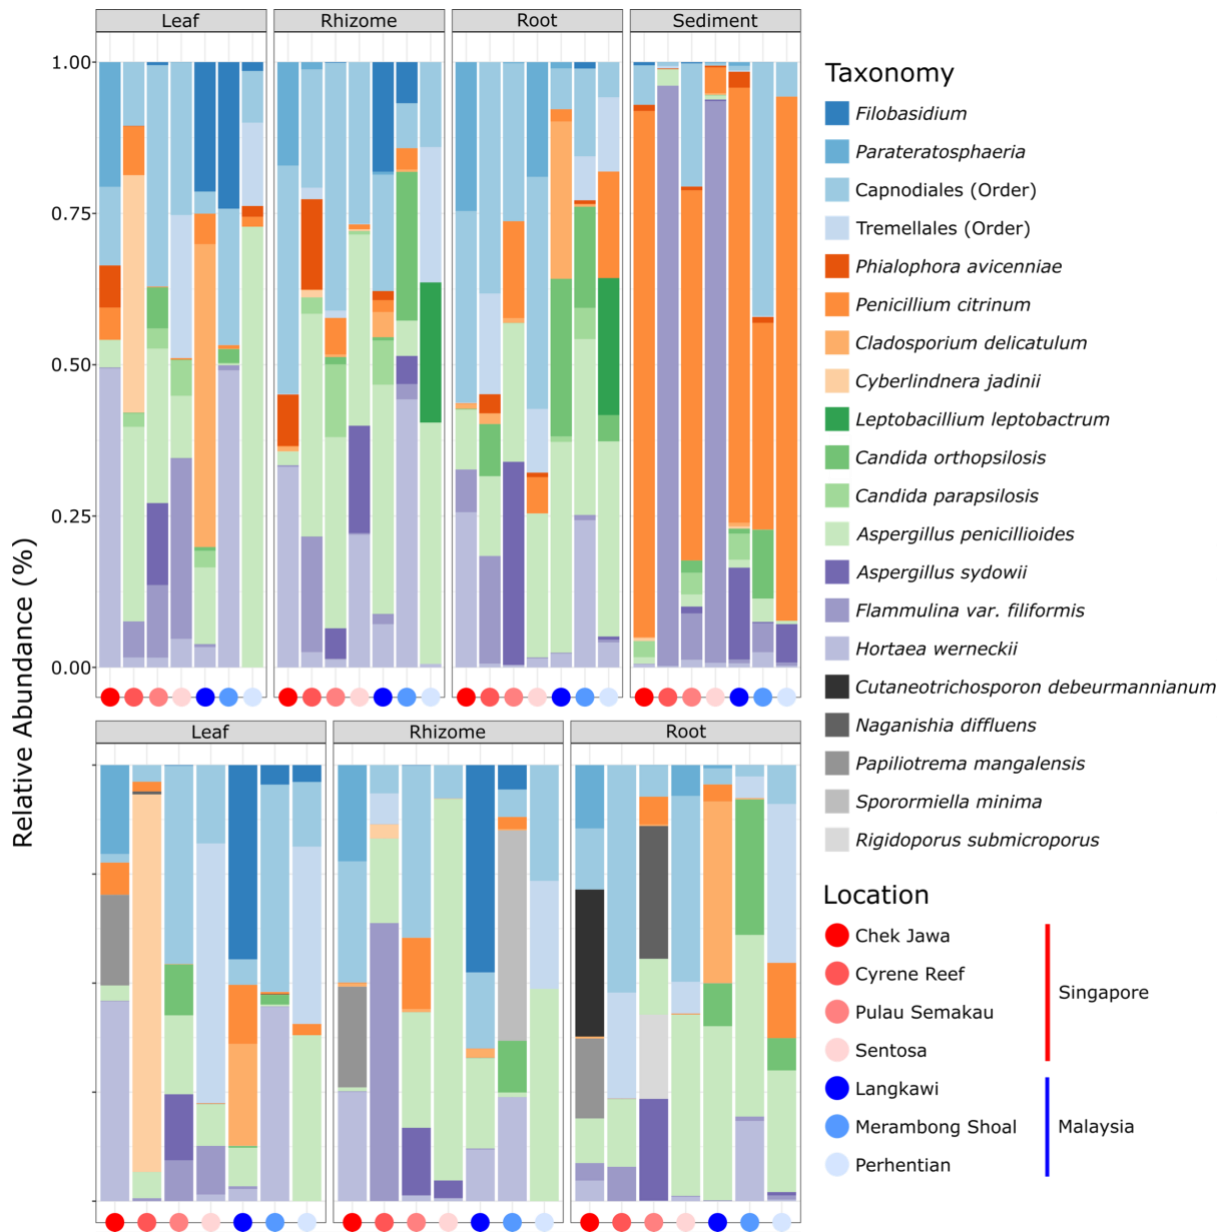 Leaf Rhizome Root Sediment
1.00
0.75
0.50
0.25
0.00
Relative Abundance (%)
Leaf Rhizome Root
Taxonomy
Filobasidium
Parateratosphaeria
Capnodiales (Order)
Tremellales (Order)
Phialophora avicenniae
Penicillium citrinum
Cladosporium delicatulum
Cyberlindnera jadinii
Leptobacillium leptobactrum
Candida orthopsilosis
Candida parapsilosis
Aspergillus penicillioides
Aspergillus sydowii
Flammulina var. filiformis
Hortaea werneckii
Cutaneotrichosporon debeurmannianum
Naganishia diffluens
Papiliotrema mangalensis
Sporormiella minima
Rigidoporus submicroporus
Location
Chek Jawa
Cyrene Reef
Pulau Semakau
Sentosa
Singapore
Langkawi
Merambong Shoal
Perhentian
Malaysia